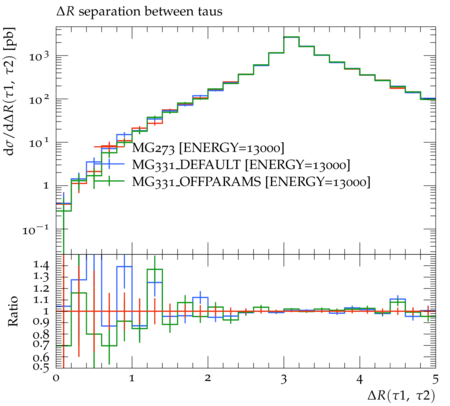 ΔR separation between taus
dσ/dΔR(τ1, τ2) [pb]
10³
10²
10¹
1
10⁻¹
MG273 [ENERGY=13000]
MG331_DEFAULT [ENERGY=13000]
MG331_OFFPARAMS [ENERGY=13000]
Ratio
1.4
1.3
1.2
1.1
1
0.9
0.8
0.7
0.6
0.5
0 1 2 3 4 5
ΔR(τ1, τ2)